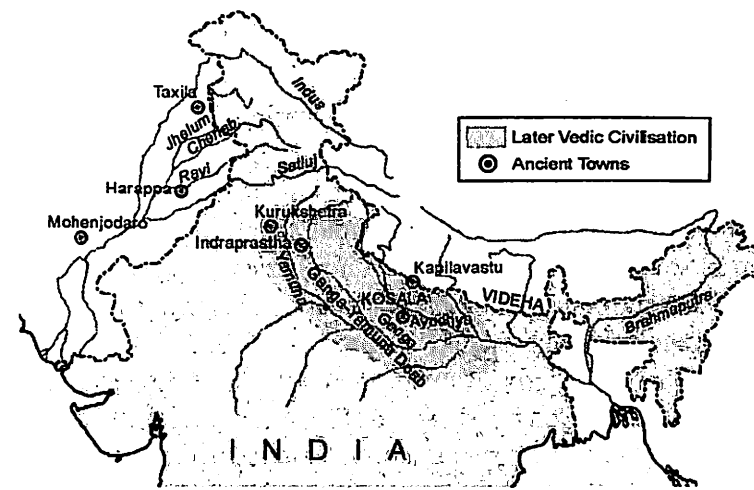 Indus
Taxila
Jhelum
Chenab
Later Vedic Civilisation
Ancient Towns
Ravi
Satluj
Harappa
Mohenjodaro
Kurukshetra
Indraprastha
Yamuna
Ganga-Yamuna Doab
Kapilavastu
KOSALA
VIDEHA
Ayodhya
Ganga
Brahmaputra
INDIA